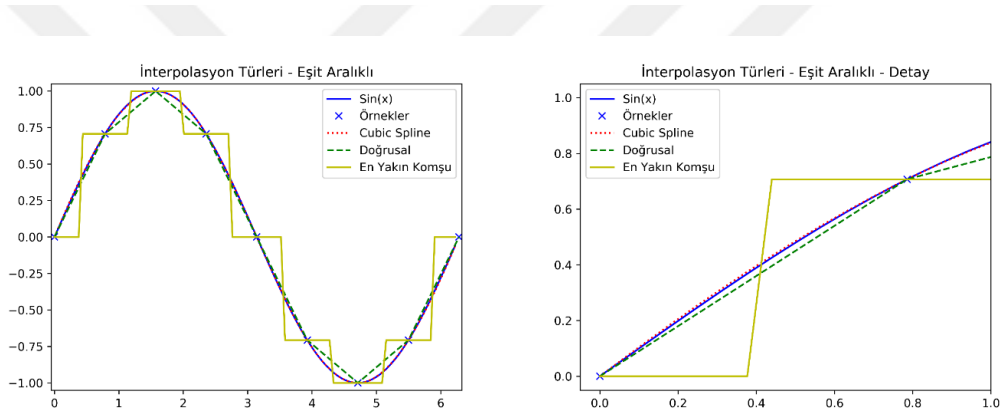 İnterpolasyon Türleri - Eşit Aralıklı
1.00
0.75
0.50
0.25
0.00
−0.25
−0.50
−0.75
−1.00
0
1
2
3
4
5
6
Sin(x)
Örnekler
Cubic Spline
Doğrusal
En Yakın Komşu
İnterpolasyon Türleri - Eşit Aralıklı - Detay
1.0
0.8
0.6
0.4
0.2
0.0
0.0
0.2
0.4
0.6
0.8
1.0
Sin(x)
Örnekler
Cubic Spline
Doğrusal
En Yakın Komşu